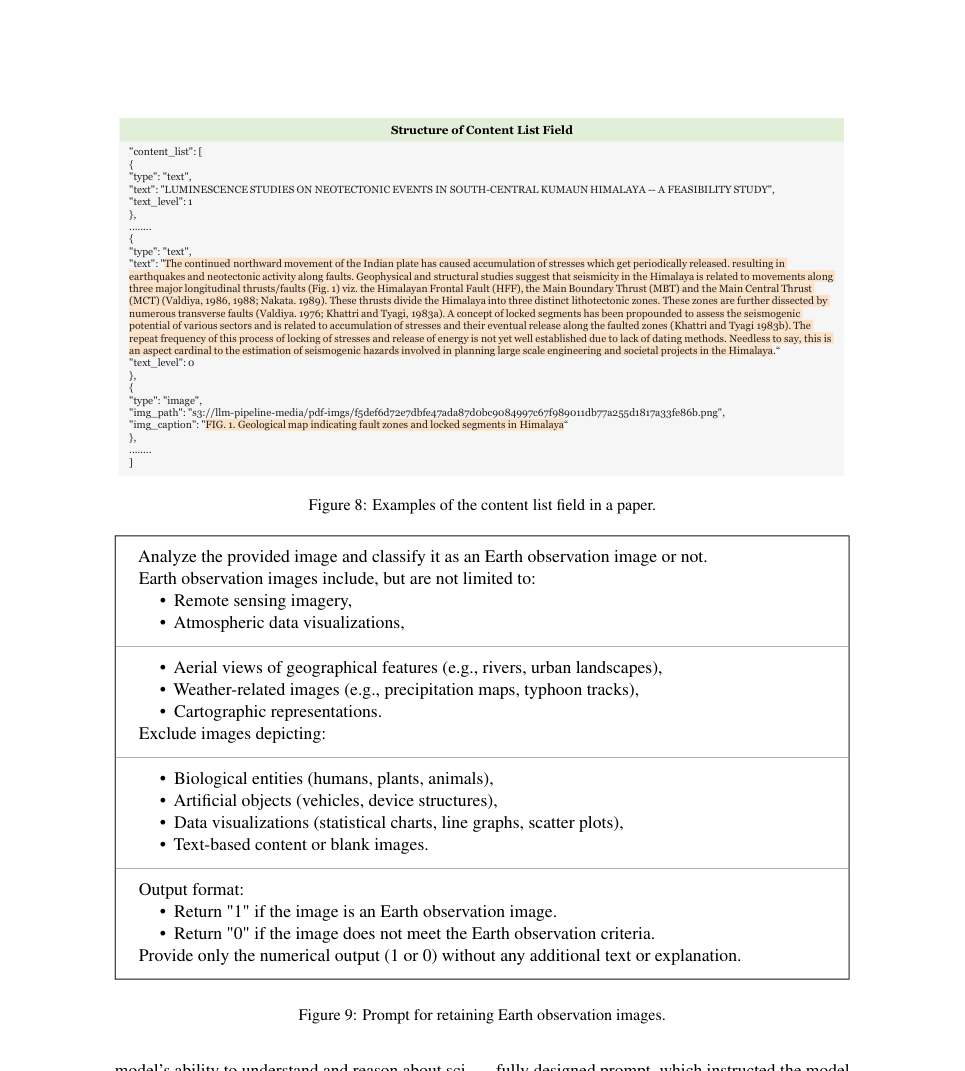 Structure of Content List Field
"content_list": [
{
"type": "text",
"text": "LUMINESCENCE STUDIES ON NEOTECTONIC EVENTS IN SOUTH-CENTRAL KUMAUN HIMALAYA -- A FEASIBILITY STUDY",
"text_level": 1
},
........
{
"type": "text",
"text": "The continued northward movement of the Indian plate has caused accumulation of stresses which get periodically released. resulting in
earthquakes and neotectonic activity along faults. Geophysical and structural studies suggest that seismicity in the Himalaya is related to movements along
three major longitudinal thrusts/faults (Fig. 1) viz. the Himalayan Frontal Fault (HFF), the Main Boundary Thrust (MBT) and the Main Central Thrust
(MCT) (Valdiya, 1986, 1988; Nakata. 1989). These thrusts divide the Himalaya into three distinct lithotectonic zones. These zones are further dissected by
numerous transverse faults (Valdiya. 1976; Khattri and Tyagi, 1983a). A concept of locked segments has been propounded to assess the seismogenic
potential of various sectors and is related to accumulation of stresses and their eventual release along the faulted zones (Khattri and Tyagi 1983b). The
repeat frequency of this process of locking of stresses and release of energy is not yet well established due to lack of dating methods. Needless to say, this is
an aspect cardinal to the estimation of seismogenic hazards involved in planning large scale engineering and societal projects in the Himalaya.“
"text_level": 0
},
{
"type": "image",
"img_path": "s3://llm-pipeline-media/pdf-imgs/f5def6d72e7dbfe47ada87d0bc9084997c67f989011db77a255d1817a33fe86b.png",
"img_caption": "FIG. 1. Geological map indicating fault zones and locked segments in Himalaya“
},
........
]
Figure 8: Examples of the content list field in a paper.
Analyze the provided image and classify it as an Earth observation image or not.
Earth observation images include, but are not limited to:
• Remote sensing imagery,
• Atmospheric data visualizations,
• Aerial views of geographical features (e.g., rivers, urban landscapes),
• Weather-related images (e.g., precipitation maps, typhoon tracks),
• Cartographic representations.
Exclude images depicting:
• Biological entities (humans, plants, animals),
• Artificial objects (vehicles, device structures),
• Data visualizations (statistical charts, line graphs, scatter plots),
• Text-based content or blank images.
Output format:
• Return "1" if the image is an Earth observation image.
• Return "0" if the image does not meet the Earth observation criteria.
Provide only the numerical output (1 or 0) without any additional text or explanation.
Figure 9: Prompt for retaining Earth observation images.
model's ability to understand and reason about sci-
fully designed prompt, which instructed the model